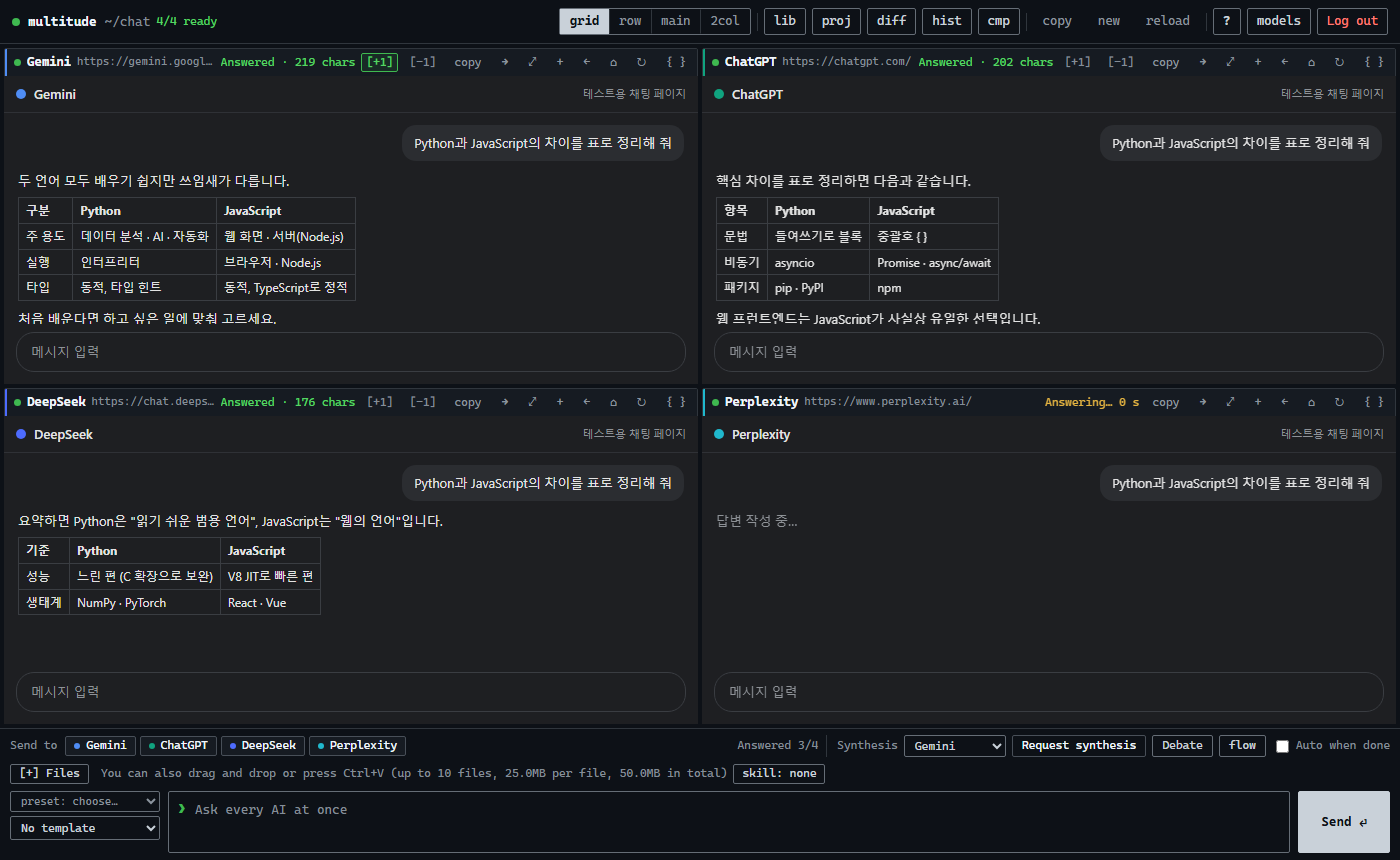 multitude ~/chat 4/4 ready
grid row main 2col lib proj diff hist cmp copy new reload ? models Log out
Gemini https://gemini.googl… Answered · 219 chars [+1] [−1] copy → ⤢ + ← ⌂ ↻ { }
Gemini 테스트용 채팅 페이지
Python과 JavaScript의 차이를 표로 정리해 줘
두 언어 모두 배우기 쉽지만 쓰임새가 다릅니다.
구분 Python JavaScript
주 용도 데이터 분석 · AI · 자동화 웹 화면 · 서버(Node.js)
실행 인터프리터 브라우저 · Node.js
타입 동적, 타입 힌트 동적, TypeScript로 정적
처음 배운다면 하고 싶은 일에 맞춰 고르세요.
메시지 입력
ChatGPT https://chatgpt.com/ Answered · 202 chars [+1] [−1] copy → ⤢ + ← ⌂ ↻ { }
ChatGPT 테스트용 채팅 페이지
Python과 JavaScript의 차이를 표로 정리해 줘
핵심 차이를 표로 정리하면 다음과 같습니다.
항목 Python JavaScript
문법 들여쓰기로 블록 중괄호 { }
비동기 asyncio Promise · async/await
패키지 pip · PyPI npm
웹 프런트엔드는 JavaScript가 사실상 유일한 선택입니다.
메시지 입력
DeepSeek https://chat.deeps… Answered · 176 chars [+1] [−1] copy → ⤢ + ← ⌂ ↻ { }
DeepSeek 테스트용 채팅 페이지
Python과 JavaScript의 차이를 표로 정리해 줘
요약하면 Python은 "읽기 쉬운 범용 언어", JavaScript는 "웹의 언어"입니다.
기준 Python JavaScript
성능 느린 편 (C 확장으로 보완) V8 JIT로 빠른 편
생태계 NumPy · PyTorch React · Vue
메시지 입력
Perplexity https://www.perplexity.ai/ Answering… 0 s copy → ⤢ + ← ⌂ ↻ { }
Perplexity 테스트용 채팅 페이지
Python과 JavaScript의 차이를 표로 정리해 줘
답변 작성 중…
메시지 입력
Send to Gemini ChatGPT DeepSeek Perplexity Answered 3/4 Synthesis Gemini Request synthesis Debate flow Auto when done
[+] Files You can also drag and drop or press Ctrl+V (up to 10 files, 25.0MB per file, 50.0MB in total) skill: none
preset: choose…
No template
❯ Ask every AI at once
Send ↵